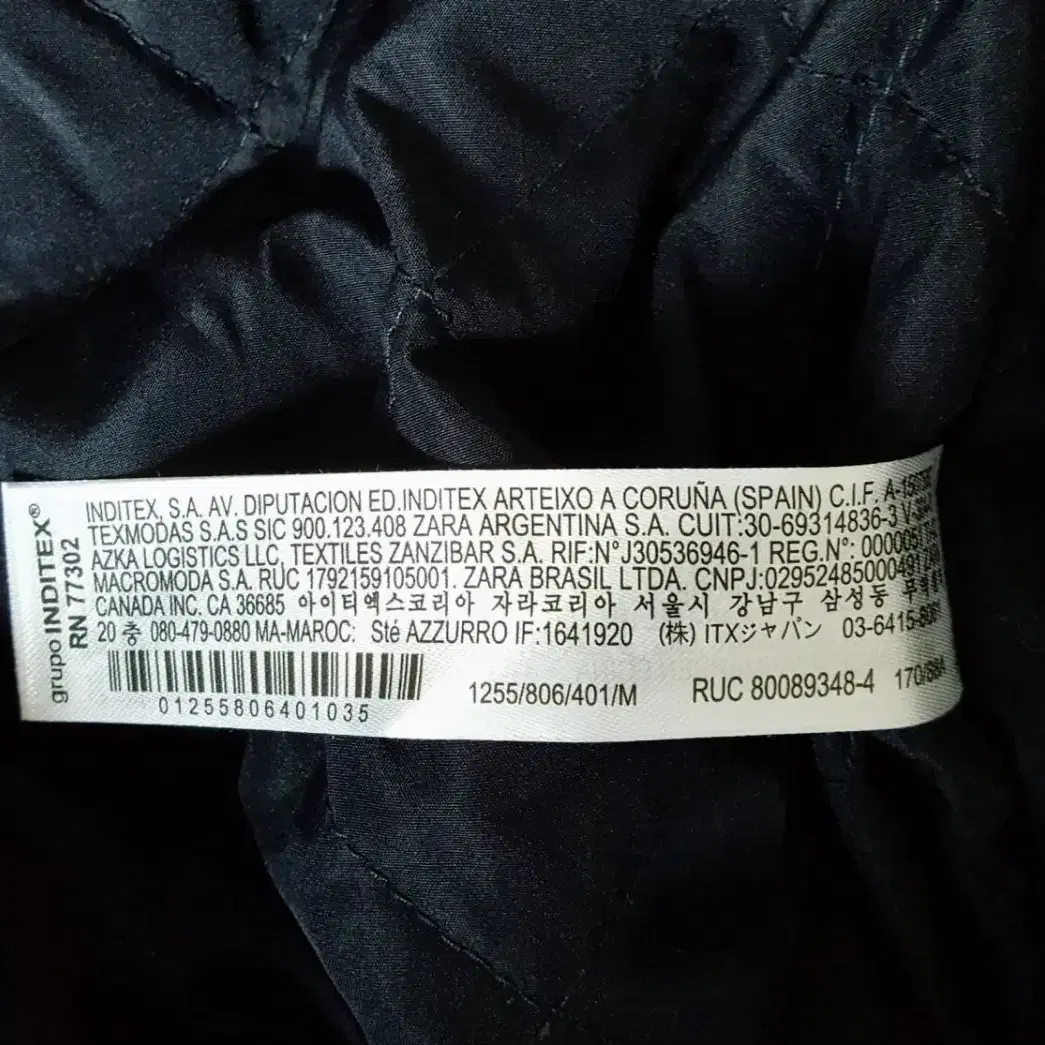 grupo INDITEX®
RN 77302
INDITEX, S.A. AV. DIPUTACION ED.INDITEX ARTEIXO A CORUÑA (SPAIN) C.I.F.
TEXMODAS S.A.S SIC 900.123.408 ZARA ARGENTINA S.A. CUIT:30-69314836-3
AZKA LOGISTICS LLC, TEXTILES ZANZIBAR S.A. RIF:N°J30536946-1 REG.N°:
MACROMODA S.A. RUC 1792159105001. ZARA BRASIL LTDA. CNPJ:
CANADA INC. CA 36685 아이티엑스코리아 자라코리아 서울시 강남구 삼성동
20 층 080-479-0880 MA-MAROC: Sté AZZURRO IF:1641920 (株) ITXジャパン
01255806401035
1255/806/401/M
RUC 80089348-4